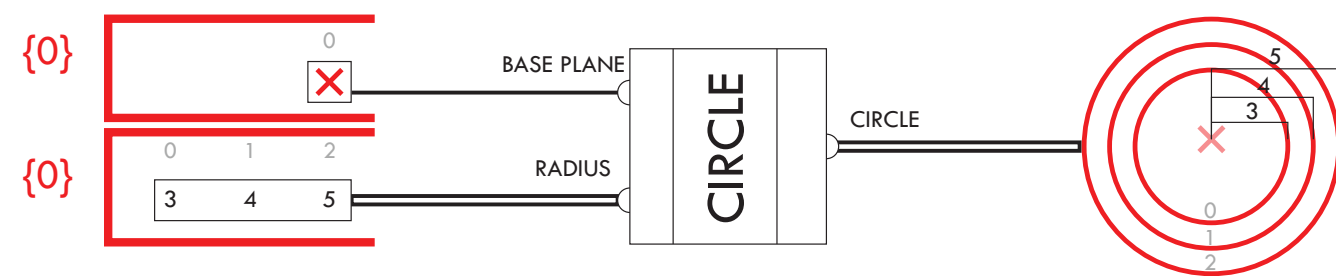 {0}
0
BASE PLANE
{0}
0 1 2
3 4 5
RADIUS
CIRCLE
CIRCLE
5
4
3
0
1
2